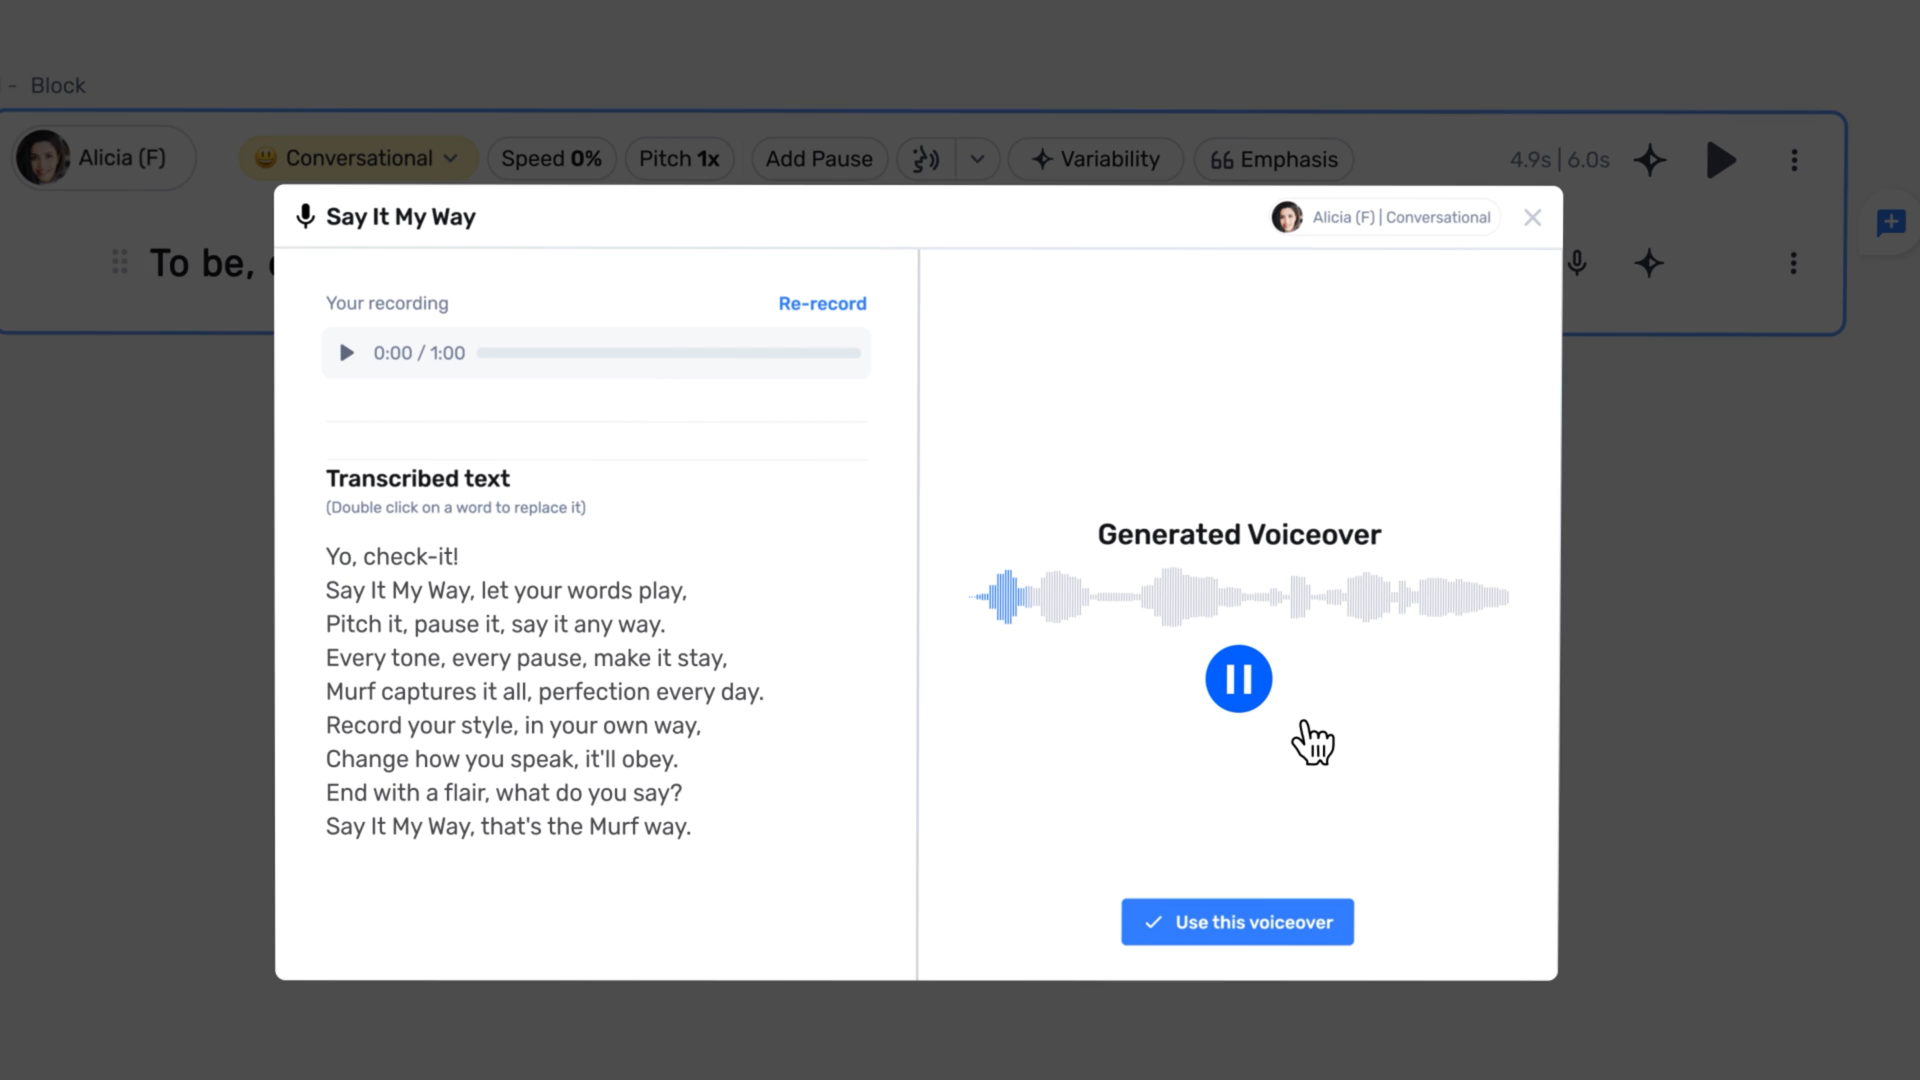 - Block
Alicia (F)
Conversational
Speed 0%
Pitch 1x
Add Pause
Variability
Emphasis
4.9s | 6.0s
Say It My Way
Alicia (F) | Conversational
To be,
Your recording
Re-record
0:00 / 1:00
Transcribed text
(Double click on a word to replace it)
Yo, check-it!
Say It My Way, let your words play,
Pitch it, pause it, say it any way.
Every tone, every pause, make it stay,
Murf captures it all, perfection every day.
Record your style, in your own way,
Change how you speak, it'll obey.
End with a flair, what do you say?
Say It My Way, that's the Murf way.
Generated Voiceover
Use this voiceover